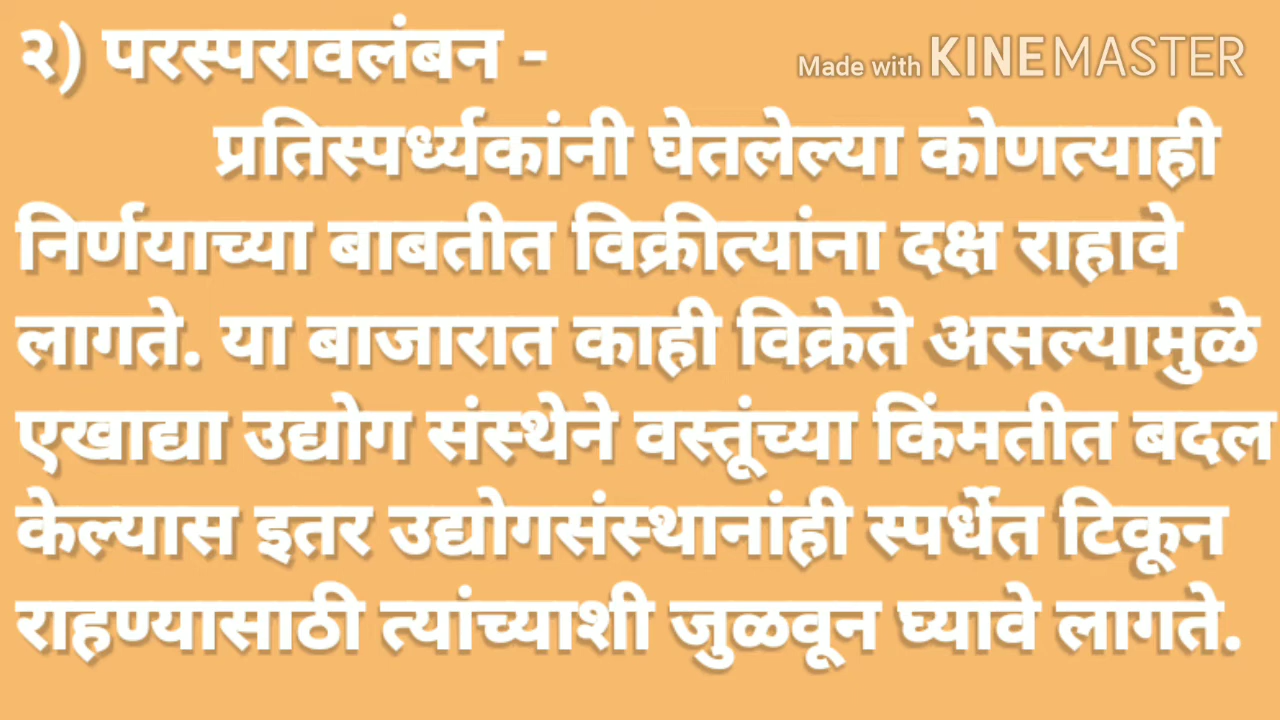 २) परस्परावलंबन -
Made with KINEMASTER
प्रतिस्पर्ध्यकांनी घेतलेल्या कोणत्याही
निर्णयाच्या बाबतीत विक्रीत्यांना दक्ष राहावे
लागते. या बाजारात काही विक्रेते असल्यामुळे
एखाद्या उद्योग संस्थेने वस्तूंच्या किंमतीत बदल
केल्यास इतर उद्योगसंस्थानांही स्पर्धेत टिकून
राहण्यासाठी त्यांच्याशी जुळवून घ्यावे लागते.